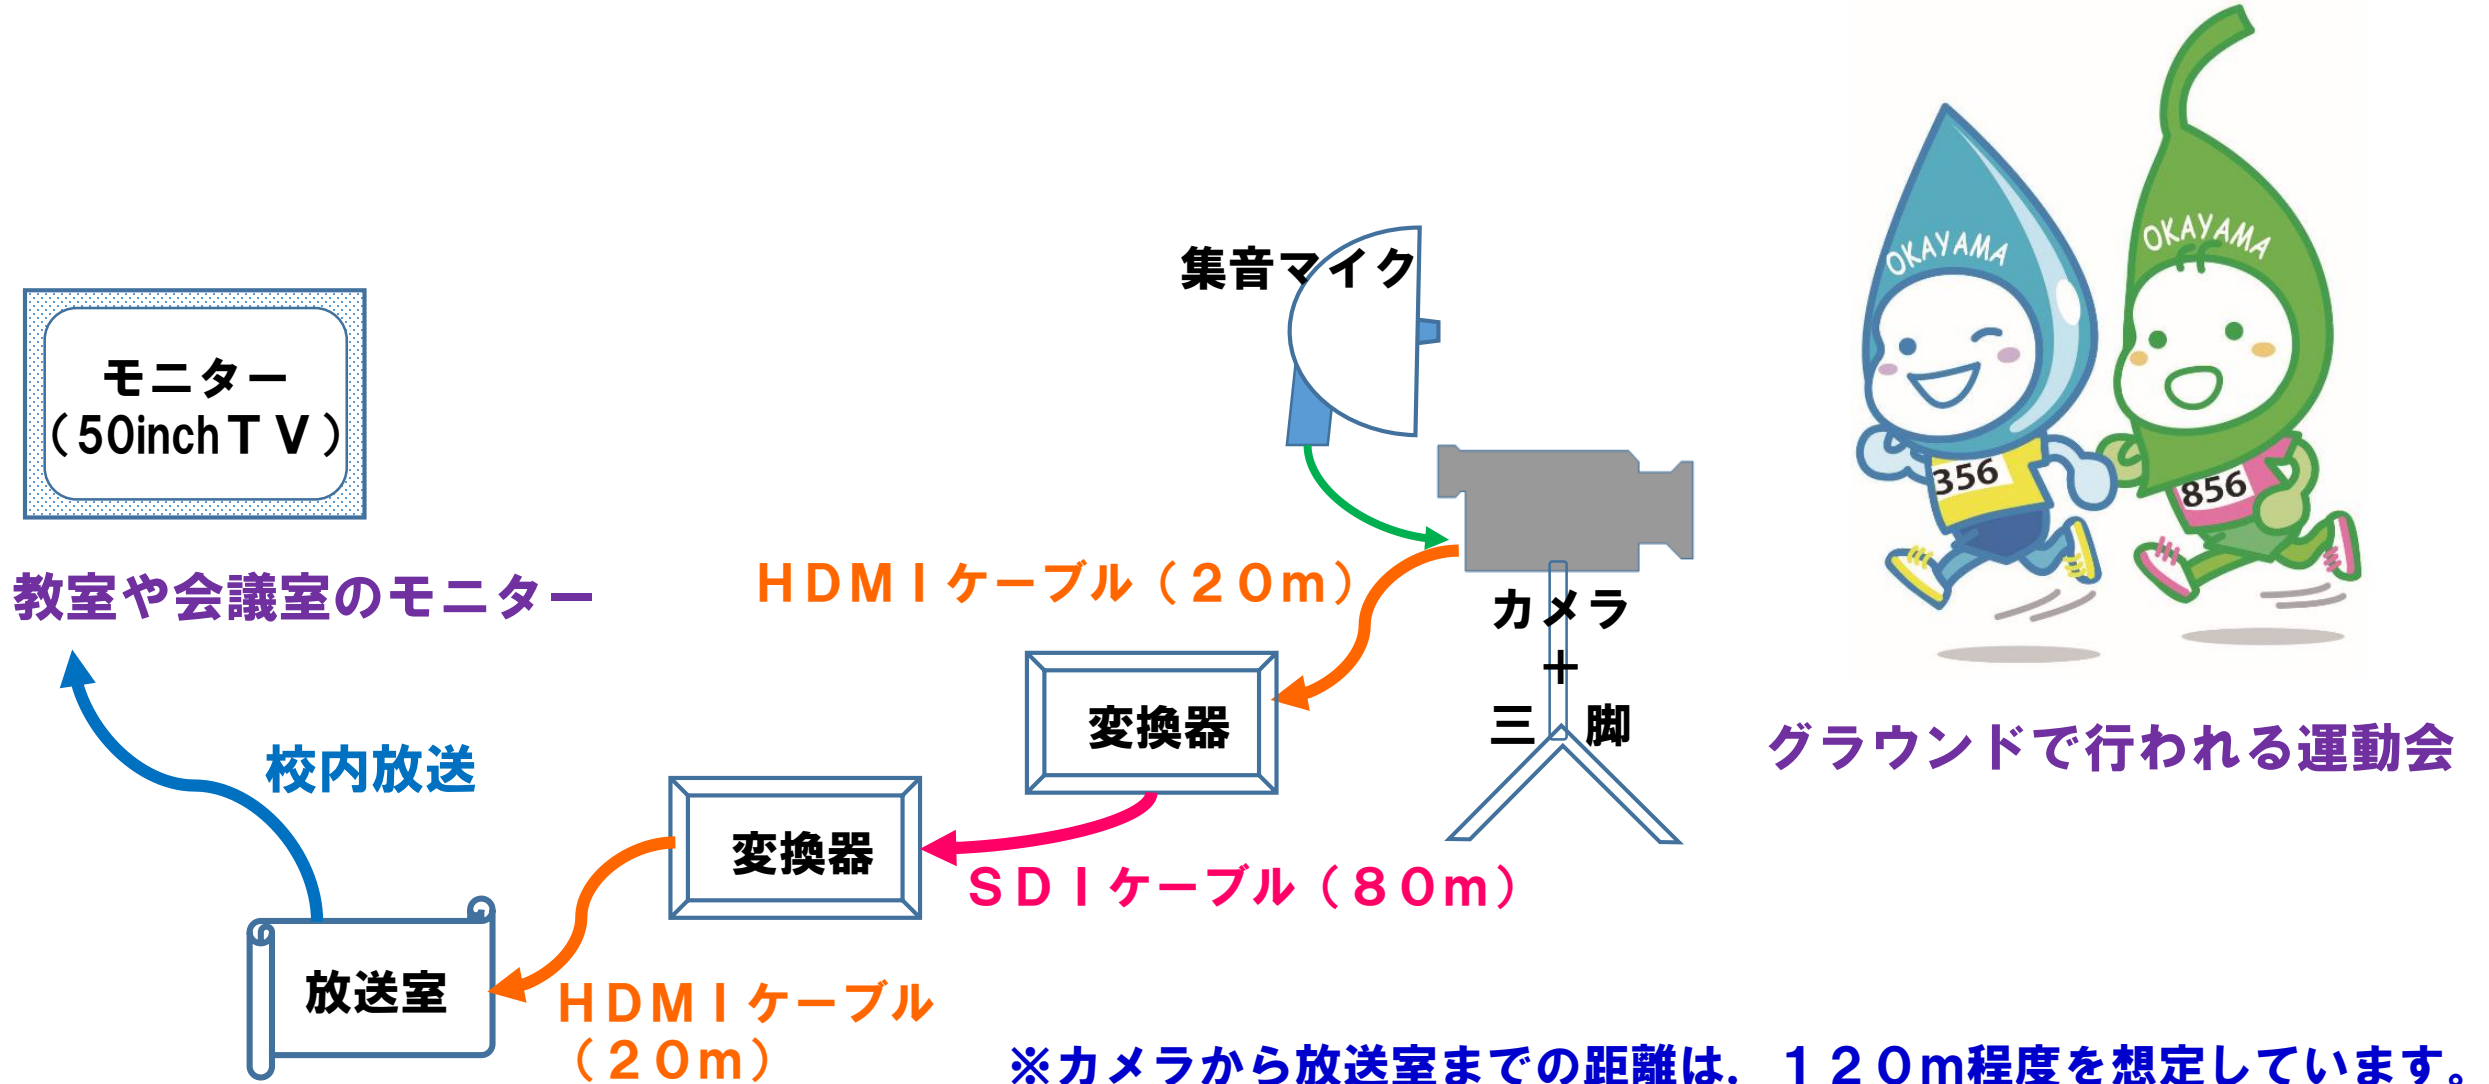 OKAYAMA
OKAYAMA
集音マイク
モニター
（50inchＴＶ）
356
856
教室や会議室のモニター
ＨＤＭＩケーブル（２０ｍ）
カメラ
＋
三　脚
変換器
グラウンドで行われる運動会
校内放送
変換器
ＳＤＩケーブル（８０ｍ）
放送室
ＨＤＭＩケーブル
（２０ｍ）
※カメラから放送室までの距離は．１２０ｍ程度を想定しています。